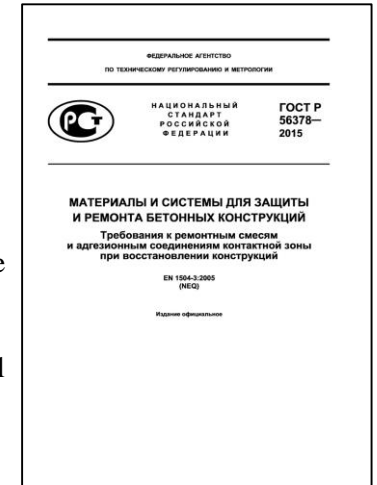 ФЕДЕРАЛЬНОЕ АГЕНТСТВО
ПО ТЕХНИЧЕСКОМУ РЕГУЛИРОВАНИЮ И МЕТРОЛОГИИ
НАЦИОНАЛЬНЫЙ
СТАНДАРТ
РОССИЙСКОЙ
ФЕДЕРАЦИИ
ГОСТ Р
56378—
2015
МАТЕРИАЛЫ И СИСТЕМЫ ДЛЯ ЗАЩИТЫ
И РЕМОНТА БЕТОННЫХ КОНСТРУКЦИЙ
Требования к ремонтным смесям
и адгезионным соединениям контактной зоны
при восстановлении конструкций
EN 1504-3:2005
(NEQ)
Издание официальное